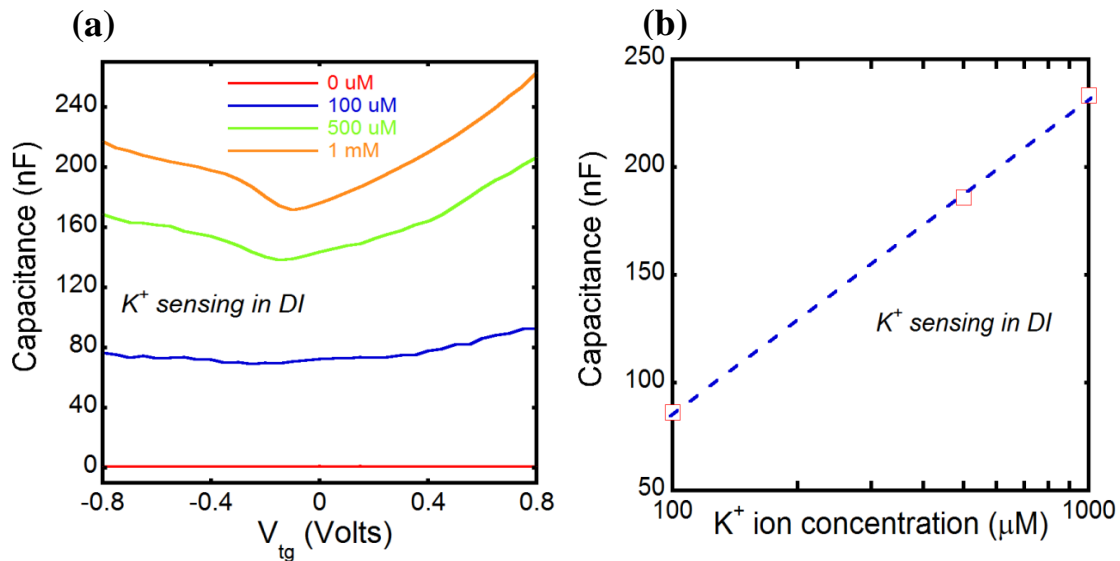 (a)
Capacitance (nF)
240
200
160
120
80
40
0
0 uM
100 uM
500 uM
1 mM
K+ sensing in DI
-0.8
-0.4
0
0.4
0.8
Vtg (Volts)
(b)
Capacitance (nF)
250
200
150
100
50
K+ sensing in DI
100
1000
K+ ion concentration (μM)